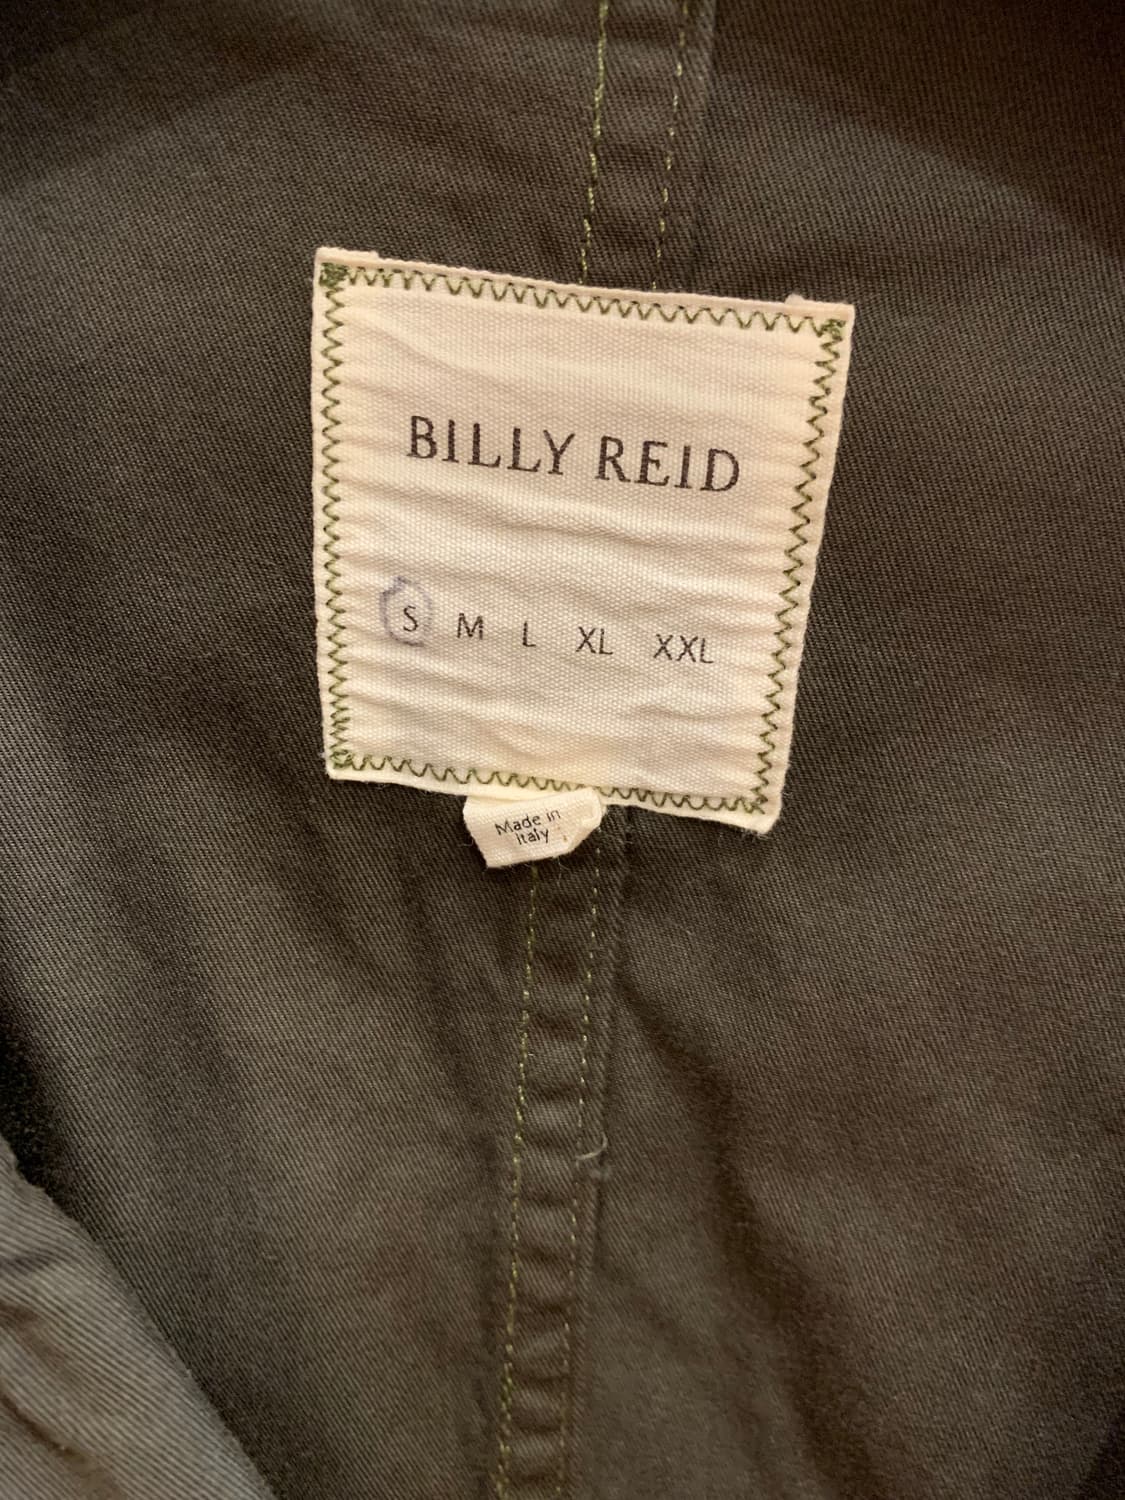 BILLY REID
S M L XL XXL
Made in
Italy